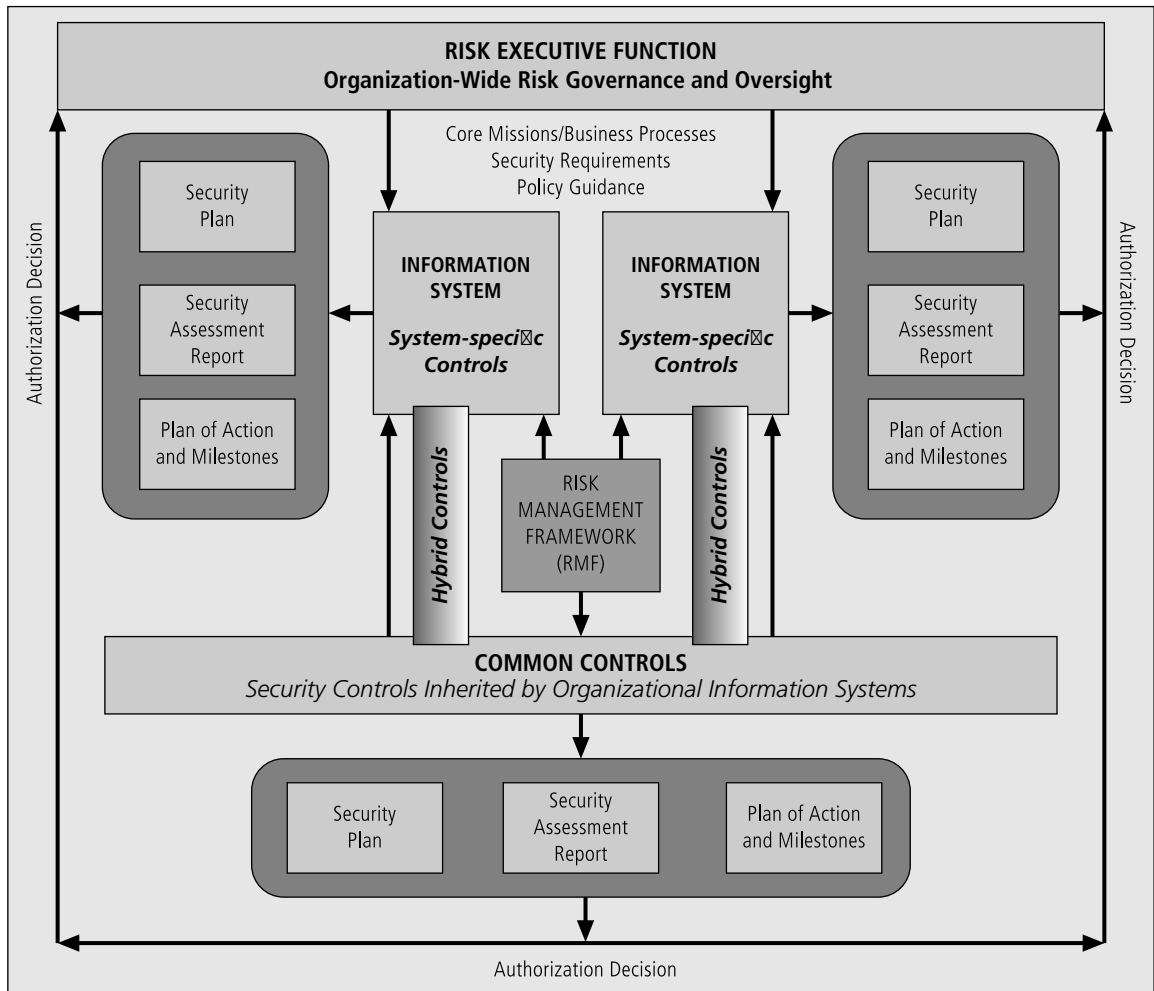 RISK EXECUTIVE FUNCTION
Organization-Wide Risk Governance and Oversight
Core Missions/Business Processes
Security Requirements
Policy Guidance
Authorization Decision
Security
Plan
Security
Assessment
Report
Plan of Action
and Milestones
INFORMATION
SYSTEM
System-speci☒c
Controls
INFORMATION
SYSTEM
System-speci☒c
Controls
Security
Plan
Security
Assessment
Report
Plan of Action
and Milestones
Authorization Decision
Hybrid Controls
RISK
MANAGEMENT
FRAMEWORK
(RMF)
Hybrid Controls
COMMON CONTROLS
Security Controls Inherited by Organizational Information Systems
Security
Plan
Security
Assessment
Report
Plan of Action
and Milestones
Authorization Decision